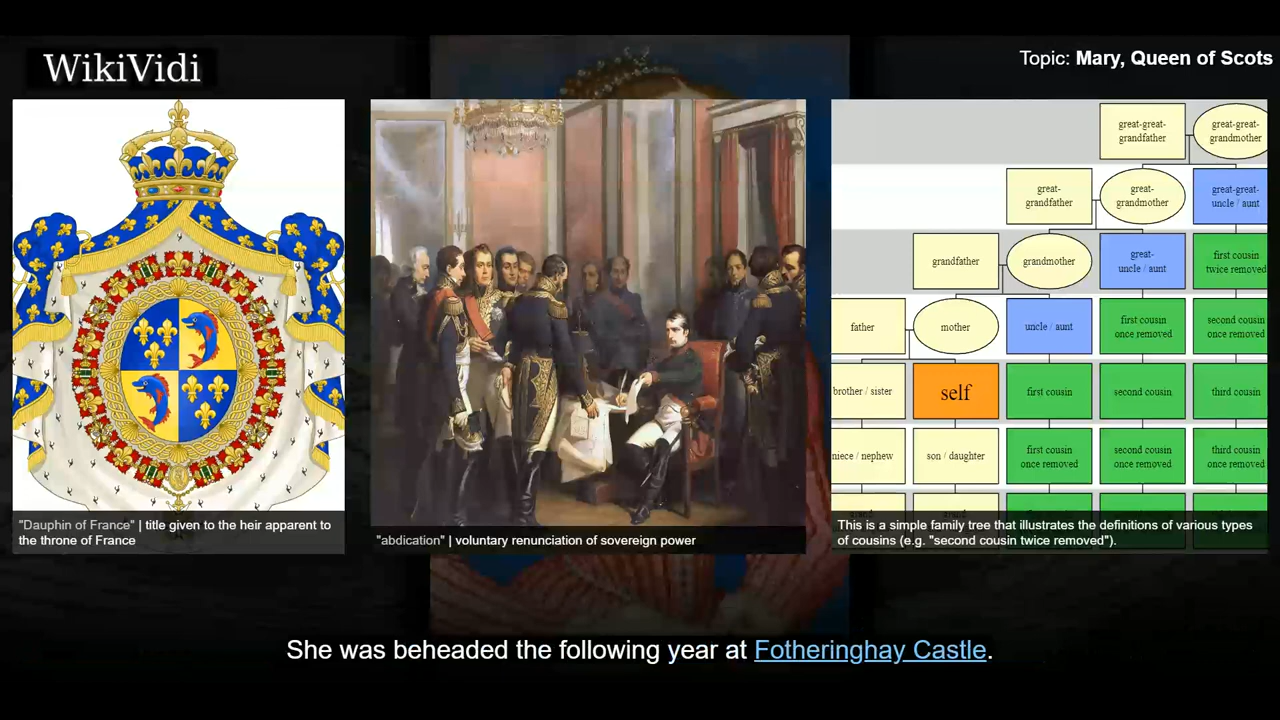 WikiVidi
Topic: Mary, Queen of Scots
"Dauphin of France" | title given to the heir apparent to
the throne of France
"abdication" | voluntary renunciation of sovereign power
great-great-
grandfather
great-great-
grandmother
great-
grandfather
great-
grandmother
great-great-
uncle / aunt
grandfather
grandmother
great-
uncle / aunt
first cousin
twice removed
father
mother
uncle / aunt
first cousin
once removed
second cousin
once removed
brother / sister
self
first cousin
second cousin
third cousin
niece / nephew
son / daughter
first cousin
once removed
second cousin
once removed
third cousin
once removed
This is a simple family tree that illustrates the definitions of various types
of cousins (e.g. "second cousin twice removed").
She was beheaded the following year at Fotheringhay Castle.